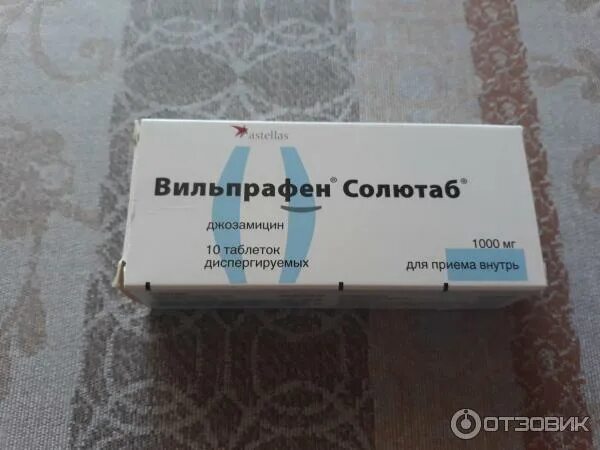 astellas
Вильпрафен® Солютаб®
джозамицин
10 таблеток
диспергируемых
1000 мг
для приема внутрь
ОТЗОВИК